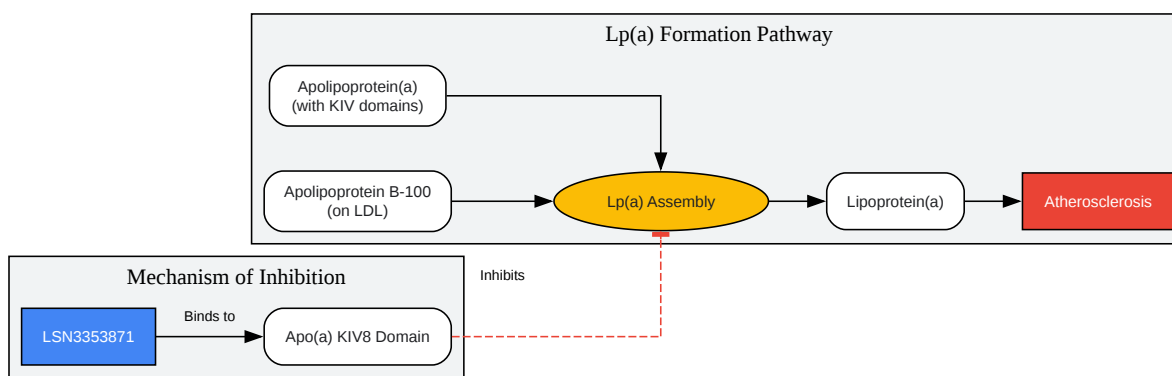 Lp(a) Formation Pathway
Apolipoprotein(a)
(with KIV domains)
Apolipoprotein B-100
(on LDL)
Lp(a) Assembly
Lipoprotein(a)
Atherosclerosis
Mechanism of Inhibition
Inhibits
LSN3353871
Binds to
Apo(a) KIV8 Domain